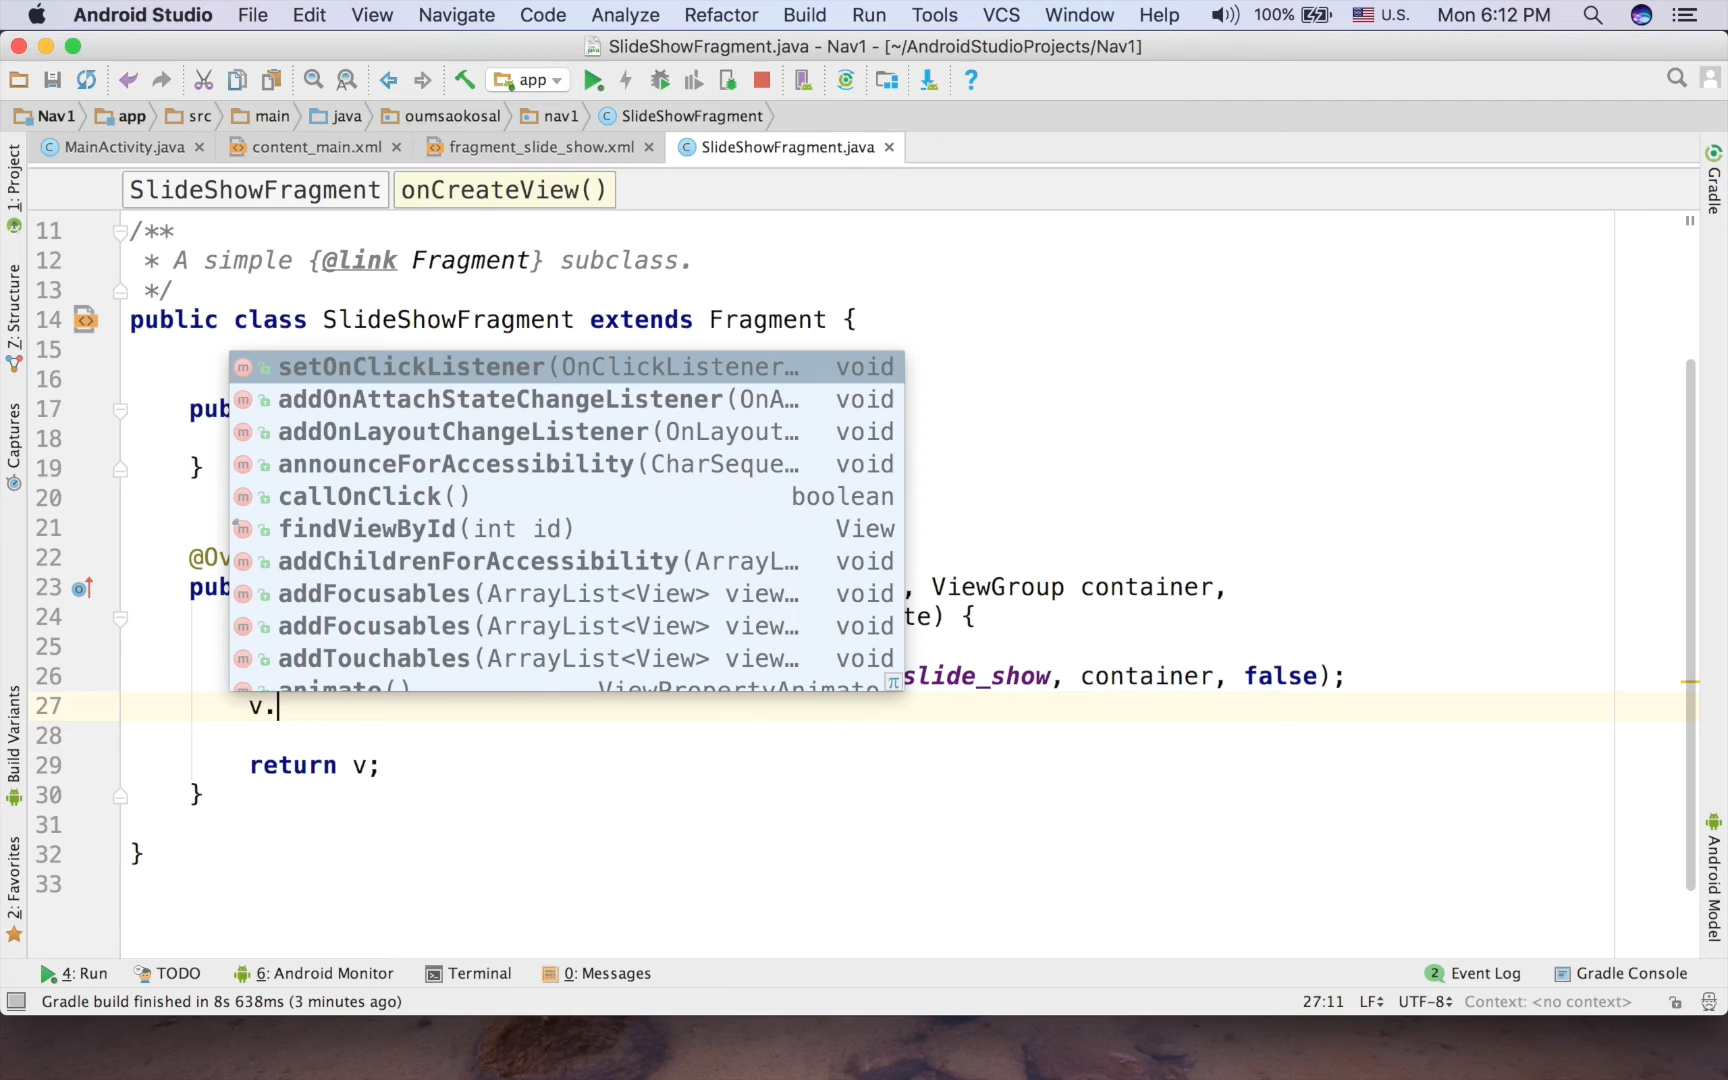 Android Studio File Edit View Navigate Code Analyze Refactor Build Run Tools VCS Window Help 100% U.S. Mon 6:12 PM
SlideShowFragment.java - Nav1 - [~/AndroidStudioProjects/Nav1]
app
Nav1 app src main java oumsaokosal nav1 SlideShowFragment
MainActivity.java content_main.xml fragment_slide_show.xml SlideShowFragment.java
SlideShowFragment onCreateView()
1: Project
Z: Structure
Captures
Build Variants
2: Favorites
11 /**
12 * A simple {@link Fragment} subclass.
13 */
14 public class SlideShowFragment extends Fragment {
15
setOnClickListener(OnClickListener… void
16
addOnAttachStateChangeListener(OnA… void
17 pub
addOnLayoutChangeListener(OnLayout… void
18
announceForAccessibility(CharSeque… void
19 }
callOnClick() boolean
20
findViewById(int id) View
21
addChildrenForAccessibility(ArrayL… void
22 @Ov
addFocusables(ArrayList<View> view… void
23 pub , ViewGroup container,
addFocusables(ArrayList<View> view… void
24 te) {
addTouchables(ArrayList<View> view… void
25
animate() ViewPropertyAnimato
26 slide_show, container, false);
27 v.
28
29 return v;
30 }
31
32 }
33
Gradle
Android Model
4: Run TODO 6: Android Monitor Terminal 0: Messages 2 Event Log Gradle Console
Gradle build finished in 8s 638ms (3 minutes ago) 27:11 LF UTF-8 Context: <no context>